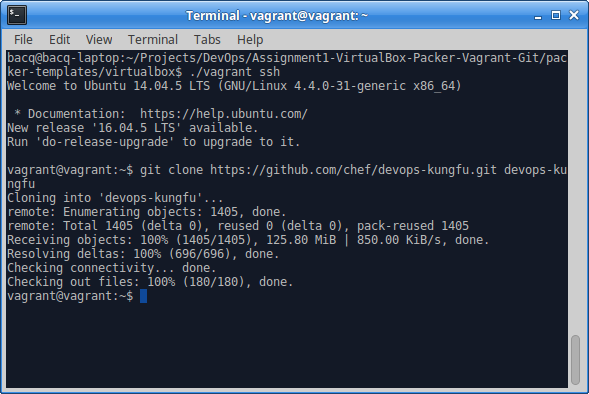 Terminal - vagrant@vagrant: ~
File Edit View Terminal Tabs Help
bacq@bacq-laptop:~/Projects/DevOps/Assignment1-VirtualBox-Packer-Vagrant-Git/pac
ker-templates/virtualbox$ ./vagrant ssh
Welcome to Ubuntu 14.04.5 LTS (GNU/Linux 4.4.0-31-generic x86_64)
* Documentation:  https://help.ubuntu.com/
New release '16.04.5 LTS' available.
Run 'do-release-upgrade' to upgrade to it.
vagrant@vagrant:~$ git clone https://github.com/chef/devops-kungfu.git devops-ku
ngfu
Cloning into 'devops-kungfu'...
remote: Enumerating objects: 1405, done.
remote: Total 1405 (delta 0), reused 0 (delta 0), pack-reused 1405
Receiving objects: 100% (1405/1405), 125.80 MiB | 850.00 KiB/s, done.
Resolving deltas: 100% (696/696), done.
Checking connectivity... done.
Checking out files: 100% (180/180), done.
vagrant@vagrant:~$